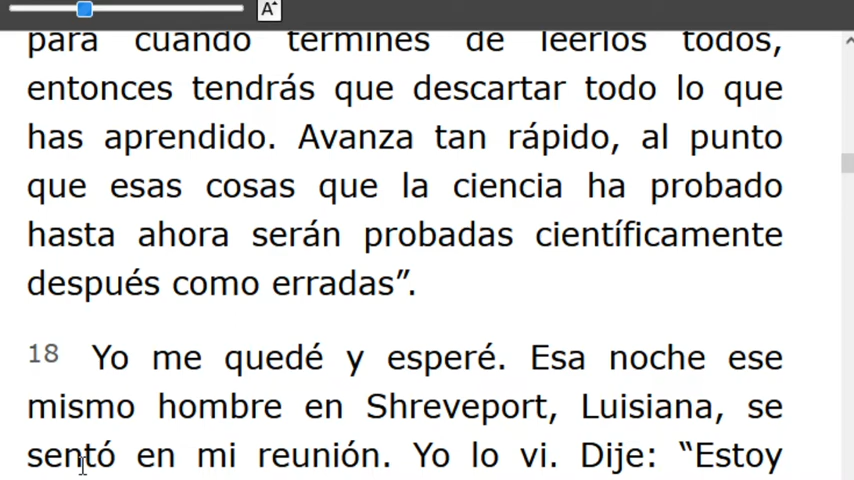 A
para cuando termines de leerlos todos,
entonces tendrás que descartar todo lo que
has aprendido. Avanza tan rápido, al punto
que esas cosas que la ciencia ha probado
hasta ahora serán probadas científicamente
después como erradas”.
18 Yo me quedé y esperé. Esa noche ese
mismo hombre en Shreveport, Luisiana, se
sentó en mi reunión. Yo lo vi. Dije: “Estoy